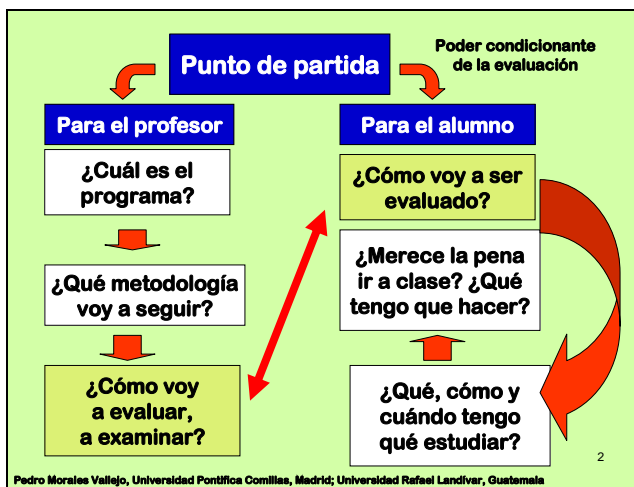 Punto de partida
Poder condicionante
de la evaluación
Para el profesor
¿Cuál es el
programa?
¿Qué metodología
voy a seguir?
¿Cómo voy
a evaluar,
a examinar?
Para el alumno
¿Cómo voy a ser
evaluado?
¿Merece la pena
ir a clase? ¿Qué
tengo que hacer?
¿Qué, cómo y
cuándo tengo
qué estudiar?
2
Pedro Morales Vallejo, Universidad Pontifica Comillas, Madrid; Universidad Rafael Landívar, Guatemala